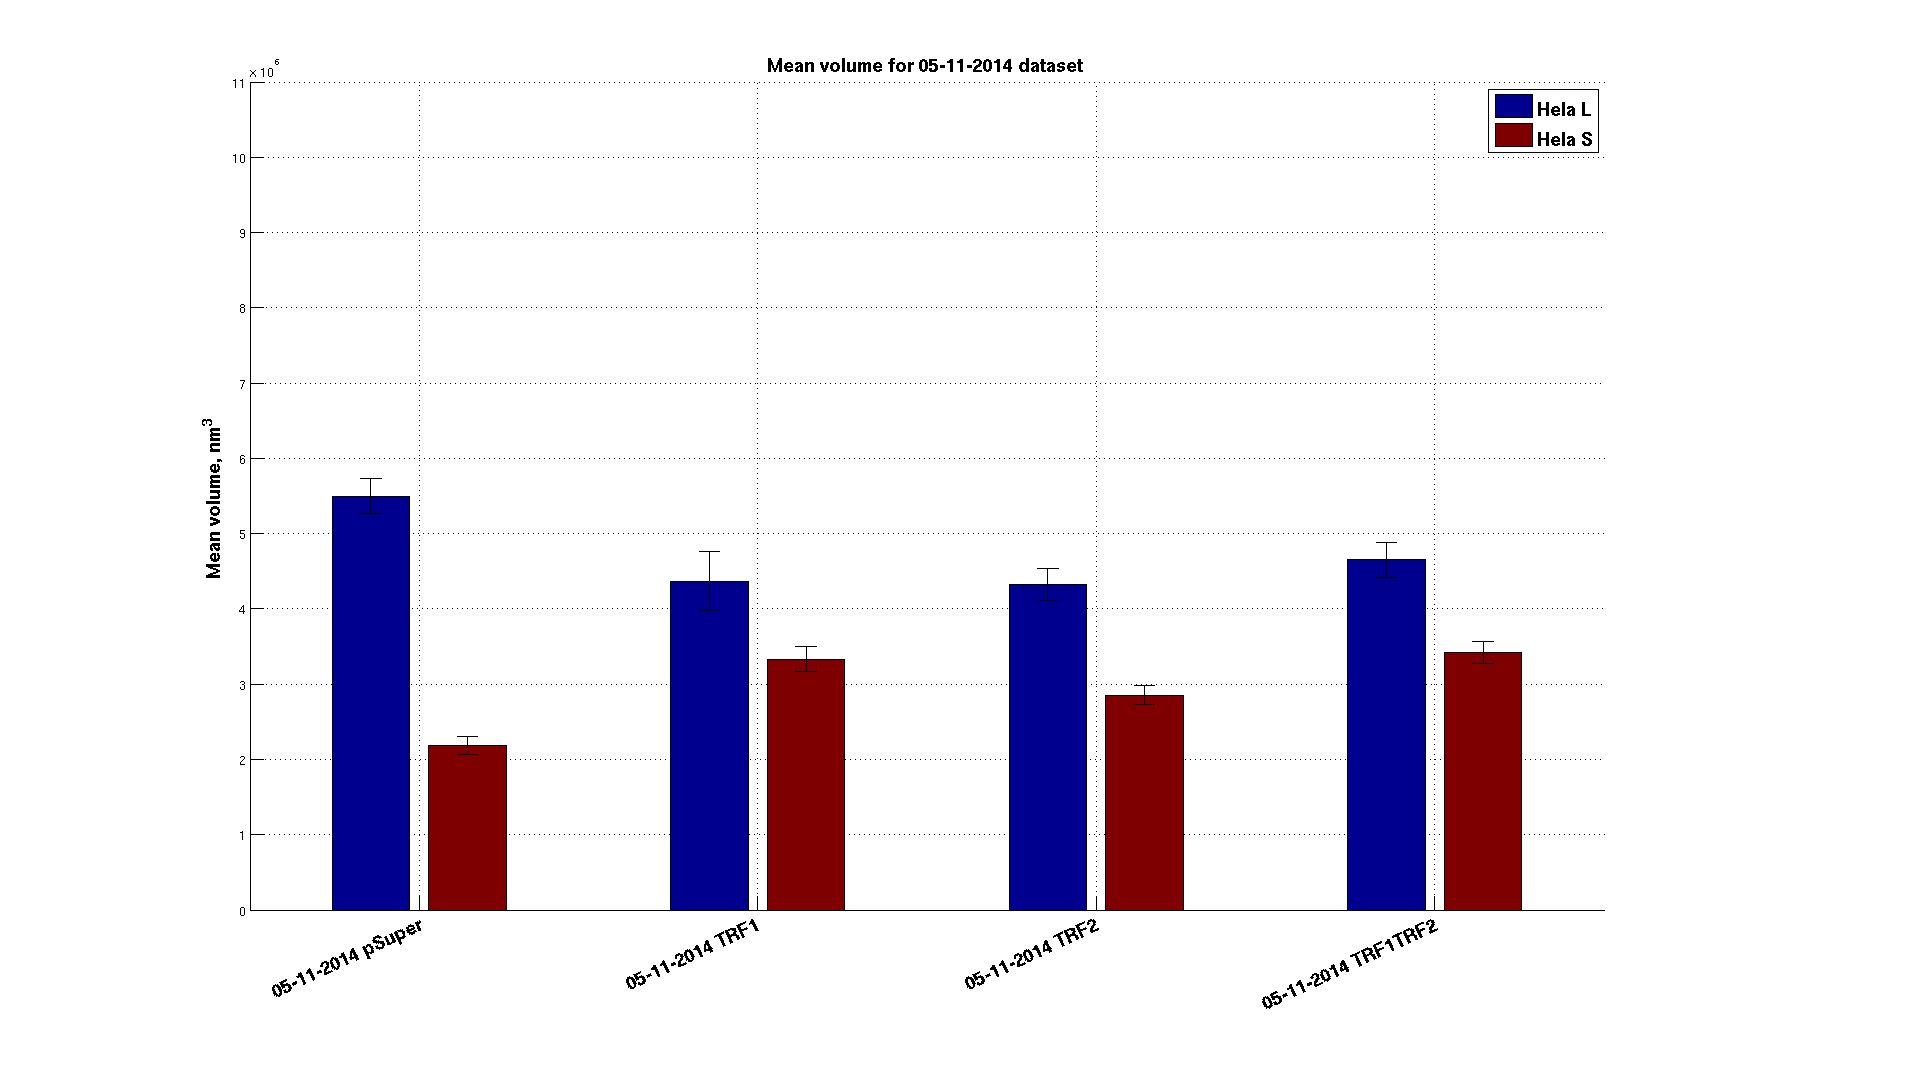 Mean volume for 05-11-2014 dataset
× 10^6
11
10
9
8
7
6
5
4
3
2
1
0
Mean volume, nm^3
Hela L
Hela S
05-11-2014 pSuper
05-11-2014 TRF1
05-11-2014 TRF2
05-11-2014 TRF1TRF2